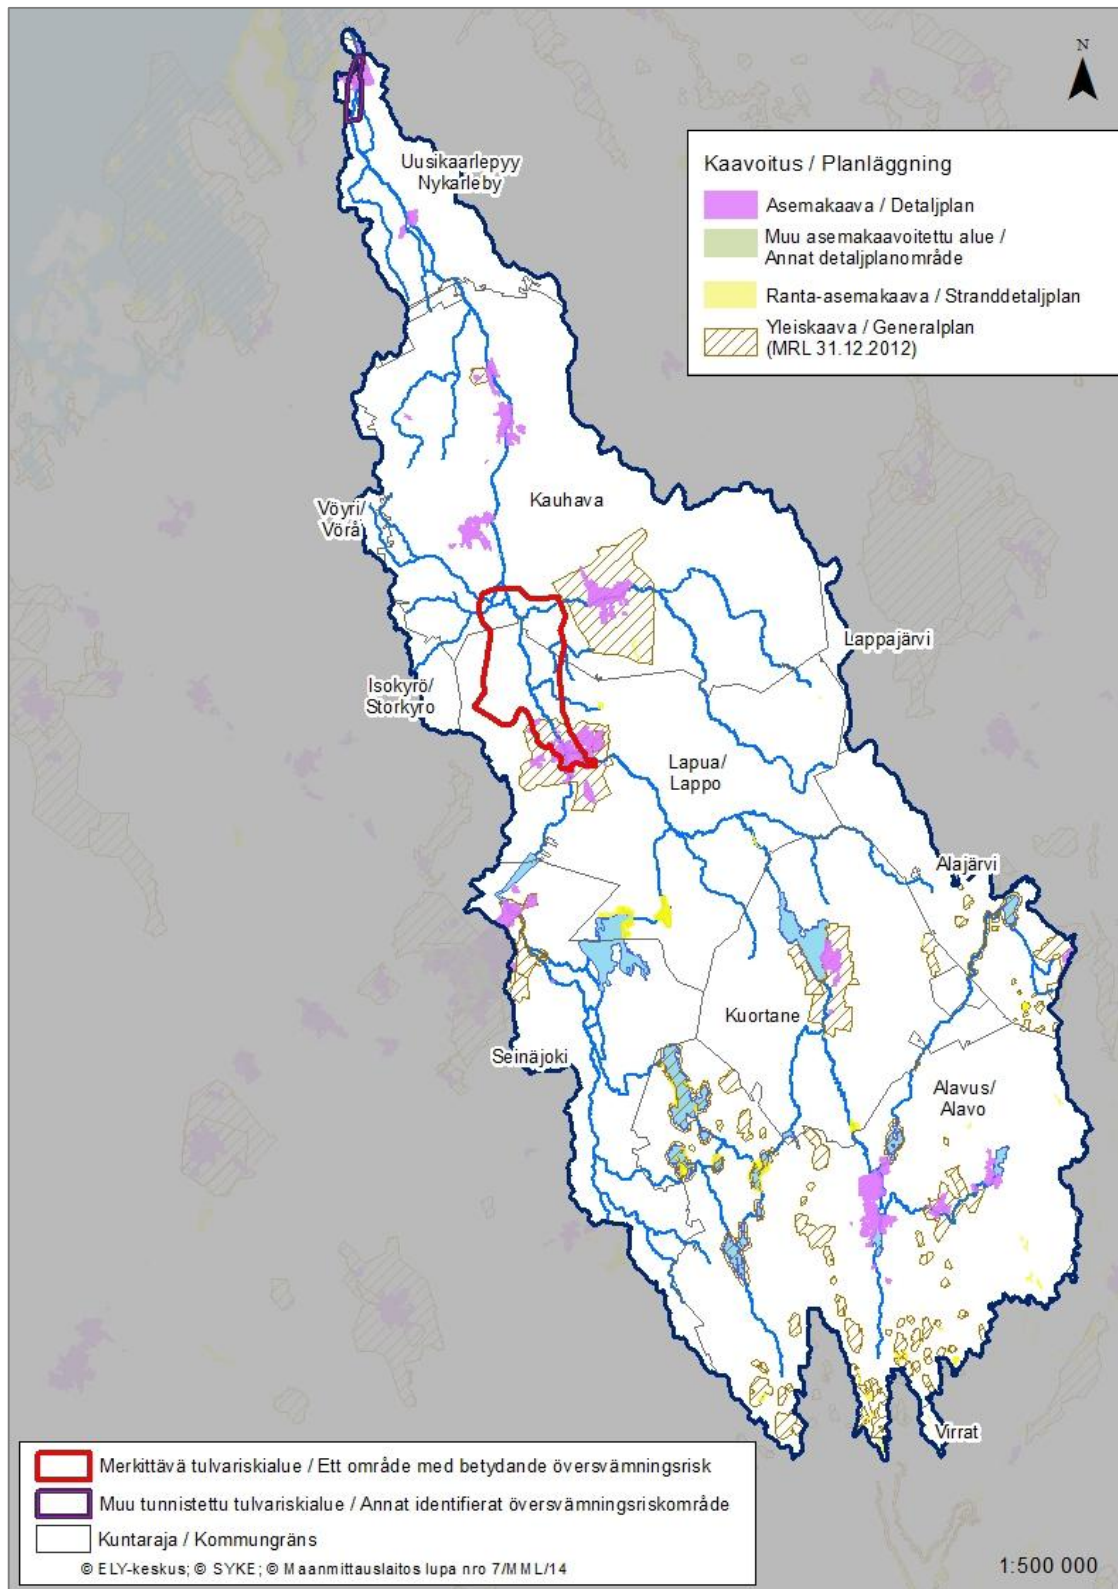 N
Kaavoitus / Planläggning
Asemakaava / Detaljplan
Muu asemakaavoitettu alue /
Annat detaljplanområde
Ranta-asemakaava / Stranddetaljplan
Yleiskaava / Generalplan
(MRL 31.12.2012)
Uusikaarlepyy
Nykarleby
Kauhava
Vöyri/
Vörå
Lappajärvi
Isokyrö/
Storkyro
Lapua/
Lappo
Alajärvi
Kuortane
Seinäjoki
Alavus/
Alavo
Virrat
Merkittävä tulvariskialue / Ett område med betydande översvämningsrisk
Muu tunnistettu tulvariskialue / Annat identifierat översvämningsriskområde
Kuntaraja / Kommungräns
© ELY-keskus; © SYKE; © Maanmittauslaitos lupa nro 7/MML/14
1:500 000